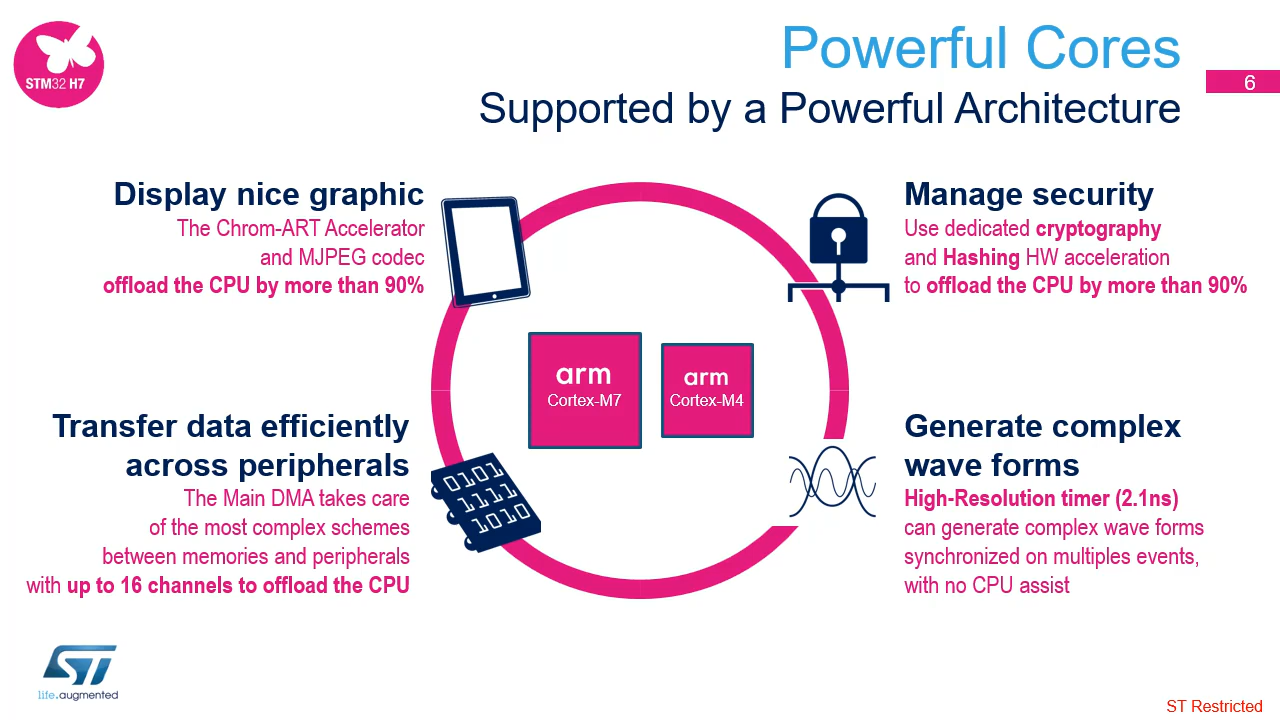 STM32 H7
Powerful Cores
Supported by a Powerful Architecture
6
Display nice graphic
The Chrom-ART Accelerator
and MJPEG codec
offload the CPU by more than 90%
Manage security
Use dedicated cryptography
and Hashing HW acceleration
to offload the CPU by more than 90%
arm
Cortex-M7
arm
Cortex-M4
Transfer data efficiently
across peripherals
The Main DMA takes care
of the most complex schemes
between memories and peripherals
with up to 16 channels to offload the CPU
0101
1111
1010
Generate complex
wave forms
High-Resolution timer (2.1ns)
can generate complex wave forms
synchronized on multiples events,
with no CPU assist
ST
life.augmented
ST Restricted